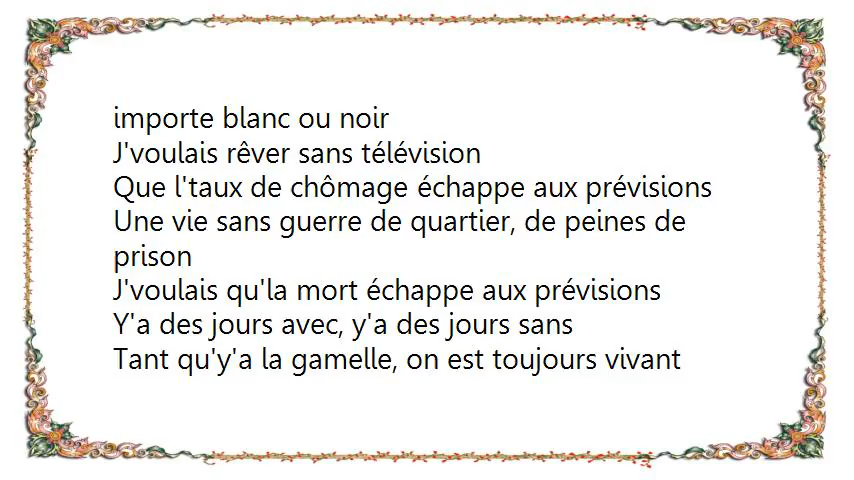 importe blanc ou noir
J'voulais rêver sans télévision
Que l'taux de chômage échappe aux prévisions
Une vie sans guerre de quartier, de peines de
prison
J'voulais qu'la mort échappe aux prévisions
Y'a des jours avec, y'a des jours sans
Tant qu'y'a la gamelle, on est toujours vivant